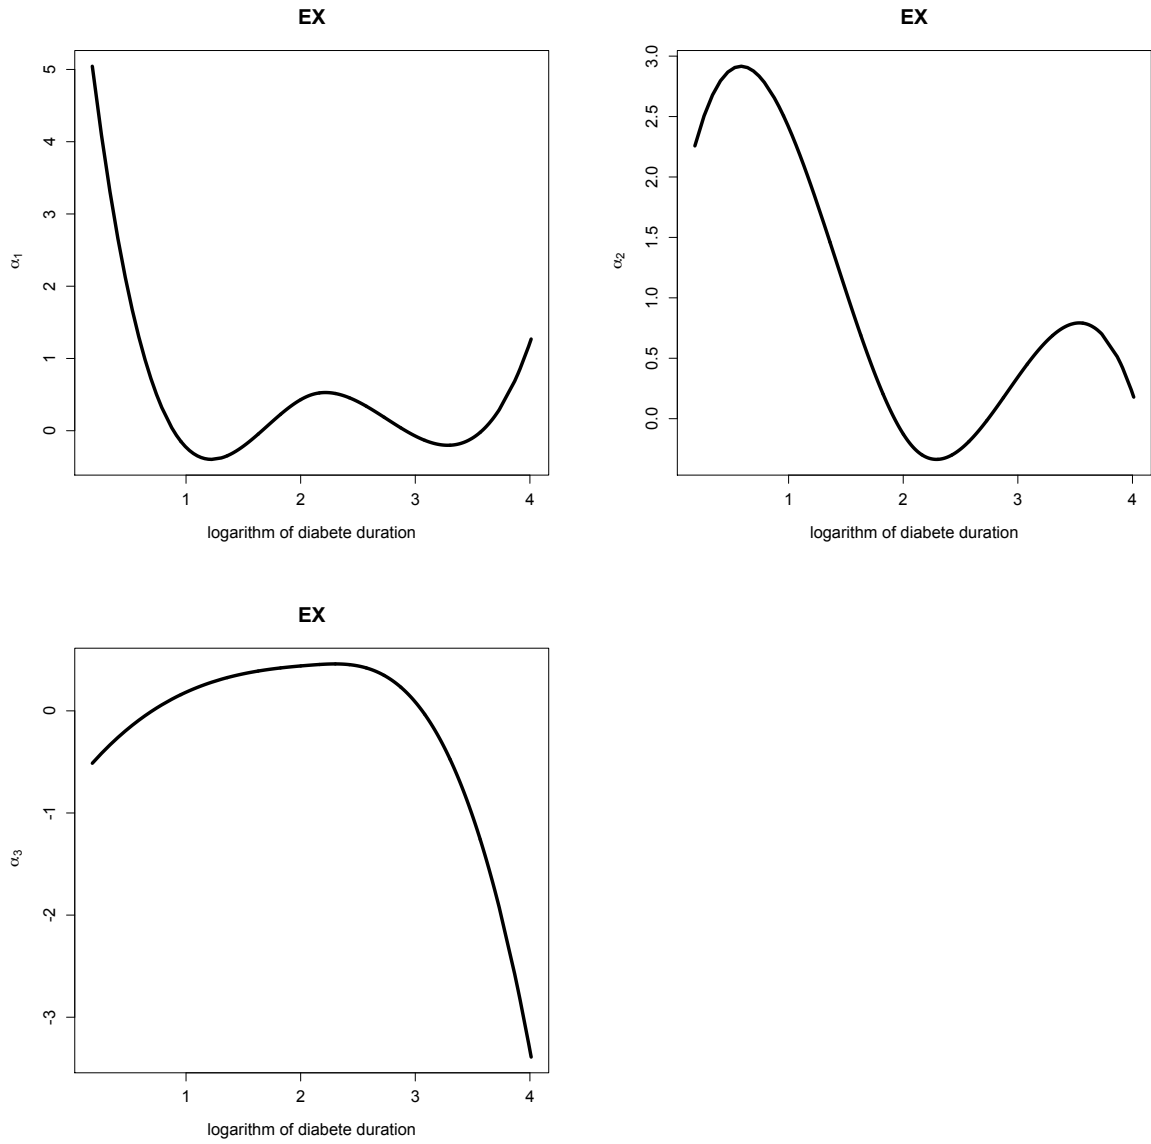 EX
5
4
3
2
1
0
α1
1 2 3 4
logarithm of diabete duration
EX
3.0
2.5
2.0
1.5
1.0
0.5
0.0
α2
1 2 3 4
logarithm of diabete duration
EX
0
-1
-2
-3
α3
1 2 3 4
logarithm of diabete duration